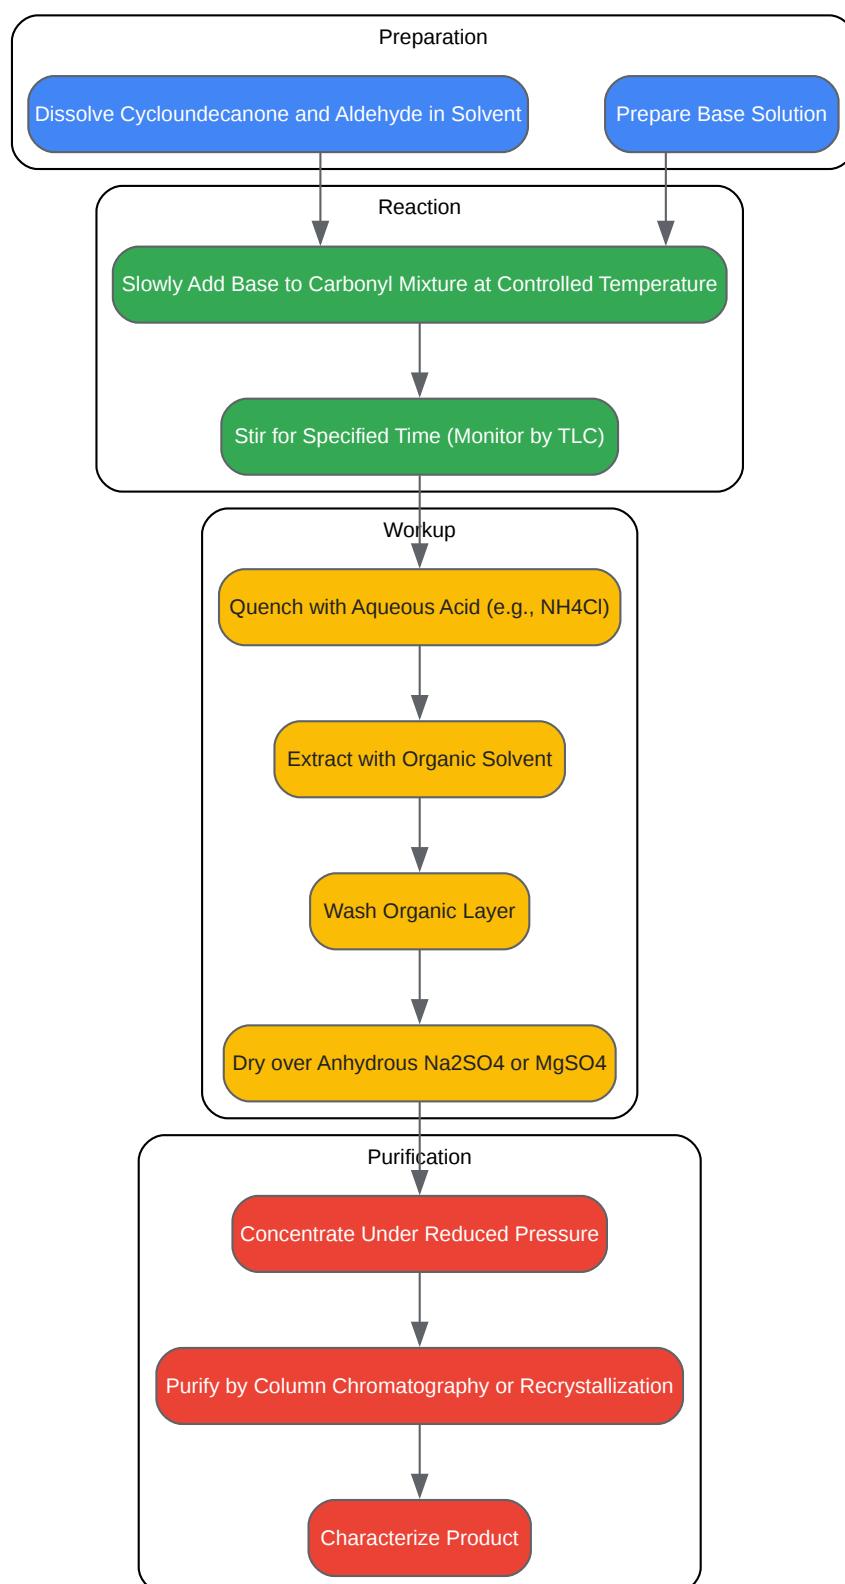 Preparation
Dissolve Cycloundecanone and Aldehyde in Solvent
Prepare Base Solution
Reaction
Slowly Add Base to Carbonyl Mixture at Controlled Temperature
Stir for Specified Time (Monitor by TLC)
Workup
Quench with Aqueous Acid (e.g., NH4Cl)
Extract with Organic Solvent
Wash Organic Layer
Dry over Anhydrous Na2SO4 or MgSO4
Purification
Concentrate Under Reduced Pressure
Purify by Column Chromatography or Recrystallization
Characterize Product